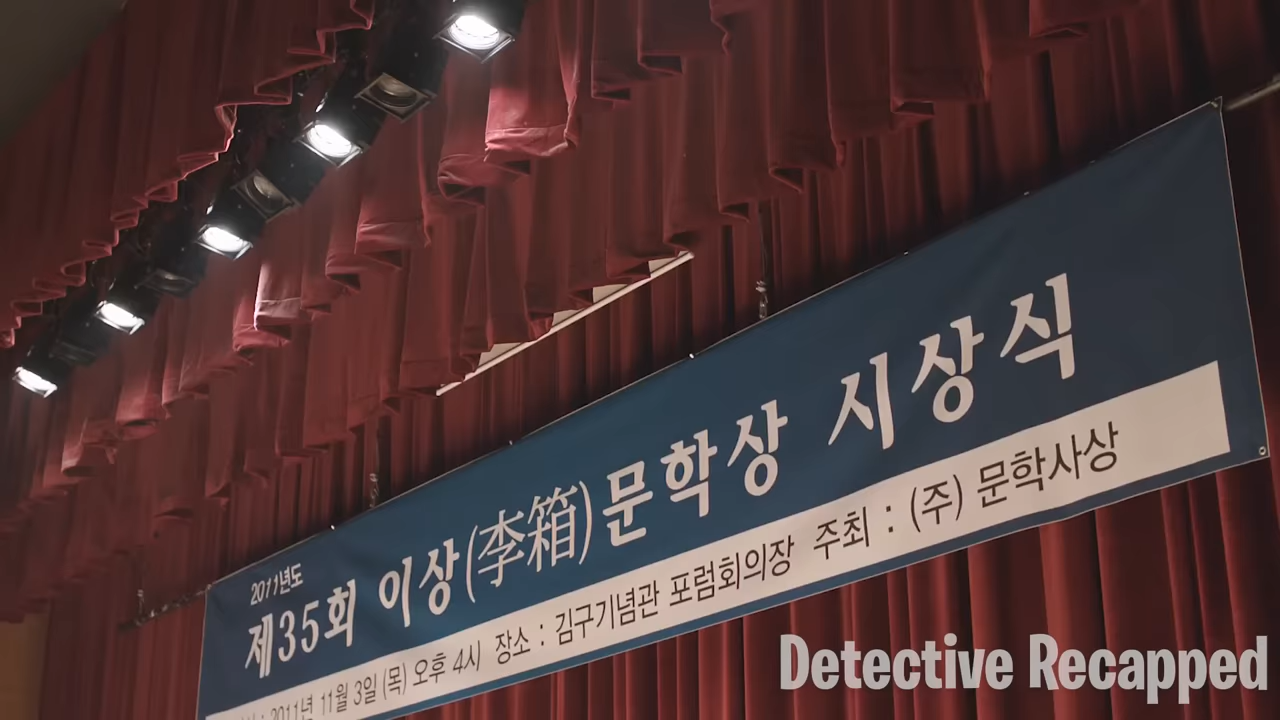 2011년도
제35회 이상(李箱)문학상 시상식
2011년 11월 3일 (목) 오후 4시 장소 : 김구기념관 포럼회의장 주최 : (주) 문학사상
Detective Recapped